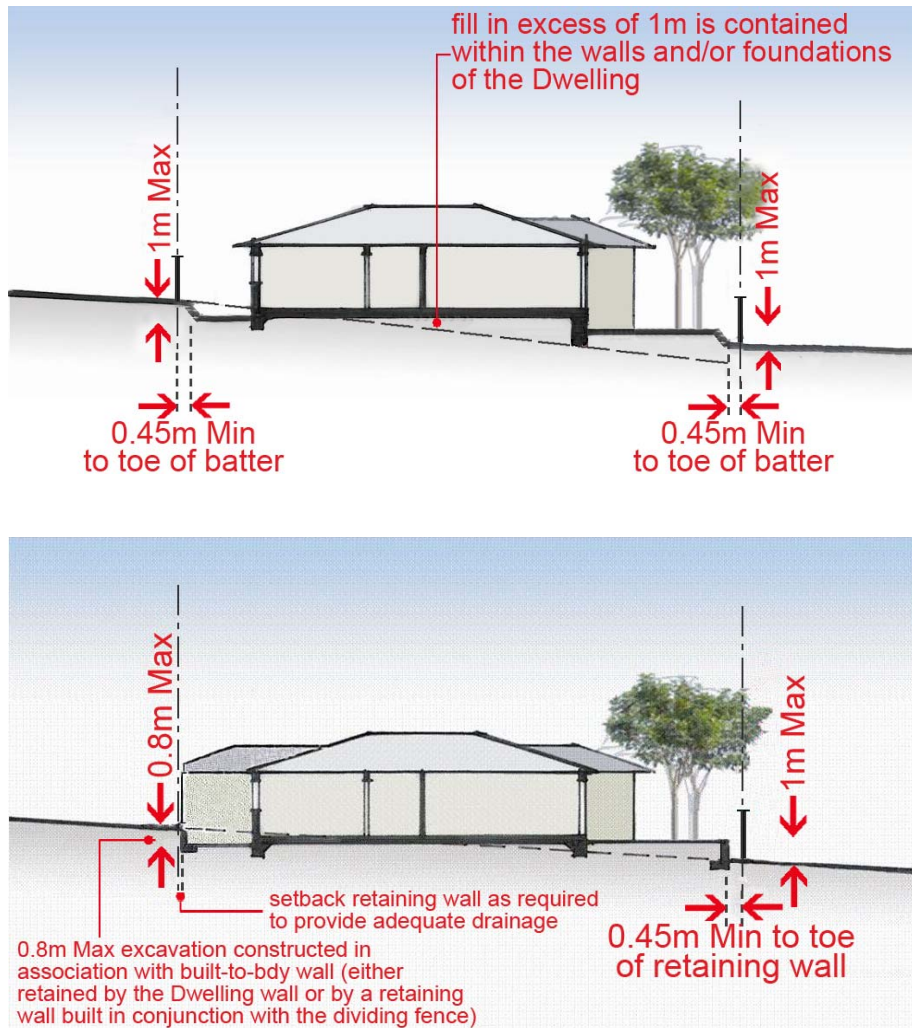 fill in excess of 1m is contained
within the walls and/or foundations
of the Dwelling
1m Max
1m Max
0.45m Min
to toe of batter
0.45m Min
to toe of batter
0.8m Max
1m Max
setback retaining wall as required
to provide adequate drainage
0.8m Max excavation constructed in
association with built-to-bdy wall (either
retained by the Dwelling wall or by a retaining
wall built in conjunction with the dividing fence)
0.45m Min to toe
of retaining wall